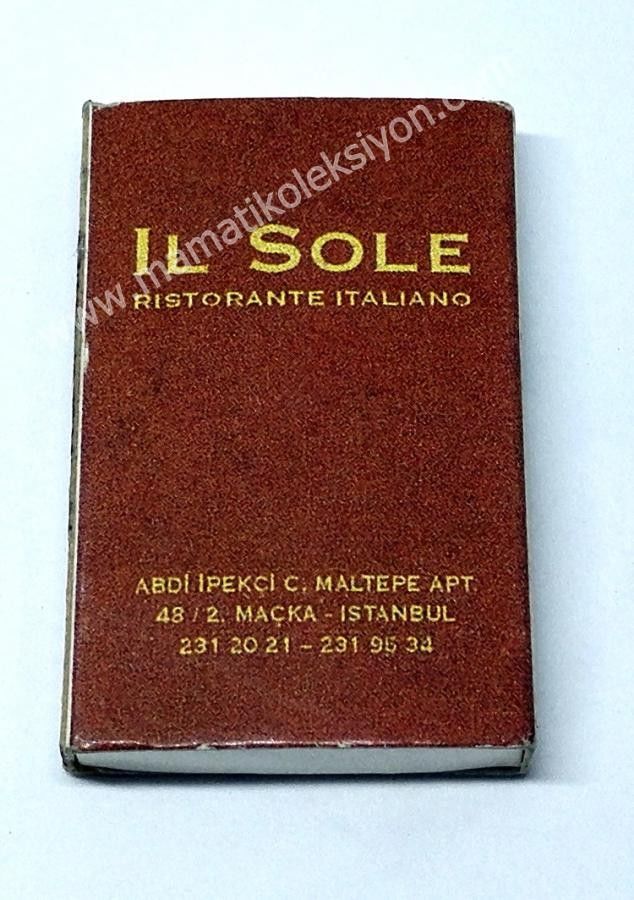 www.mamatikoleksiyon.com
IL SOLE
RISTORANTE ITALIANO
ABDİ İPEKÇİ C. MALTEPE APT
48 / 2. MAÇKA - ISTANBUL
231 20 21 - 231 95 34